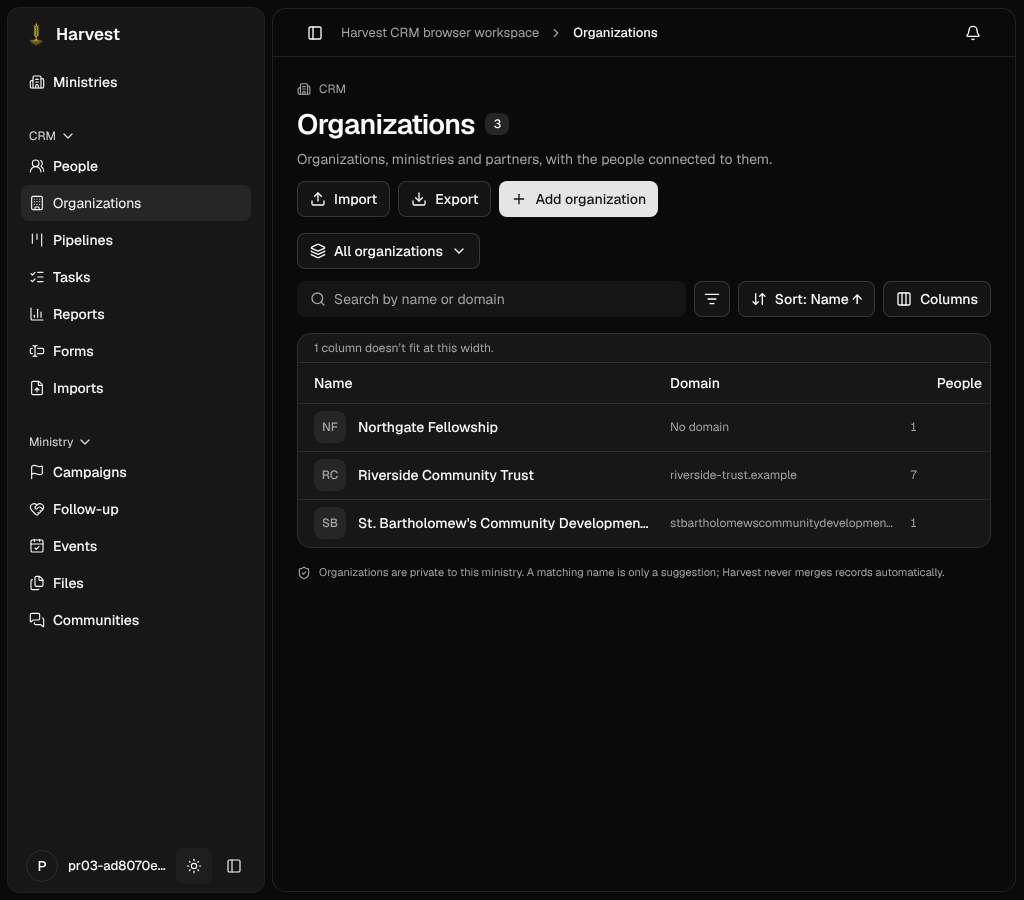 Harvest
Ministries
CRM
People
Organizations
Pipelines
Tasks
Reports
Forms
Imports
Ministry
Campaigns
Follow-up
Events
Files
Communities
P pr03-ad8070e…
Harvest CRM browser workspace > Organizations
CRM
Organizations 3
Organizations, ministries and partners, with the people connected to them.
Import Export + Add organization
All organizations
Search by name or domain Sort: Name ↑ Columns
1 column doesn't fit at this width.
Name Domain People
NF Northgate Fellowship No domain 1
RC Riverside Community Trust riverside-trust.example 7
SB St. Bartholomew's Community Developmen… stbartholomewscommunitydevelopmen… 1
Organizations are private to this ministry. A matching name is only a suggestion; Harvest never merges records automatically.